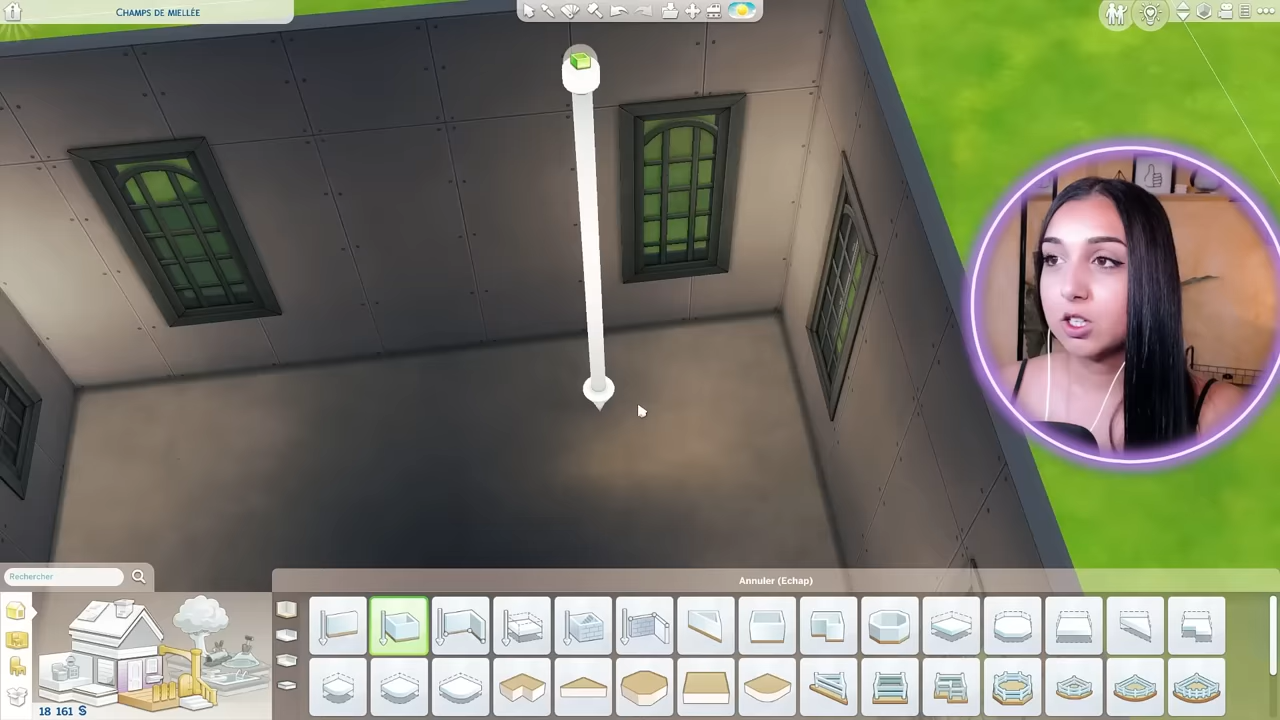 CHAMPS DE MIELLÉE
Rechercher
Annuler (Echap)
18 161 $